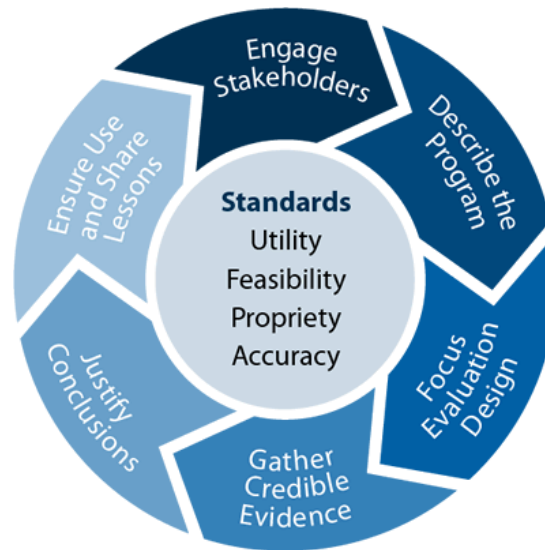 Engage
Stakeholders
Describe the
Program
Focus
Evaluation
Design
Gather
Credible
Evidence
Justify
Conclusions
Ensure Use
and Share
Lessons
Standards
Utility
Feasibility
Propriety
Accuracy